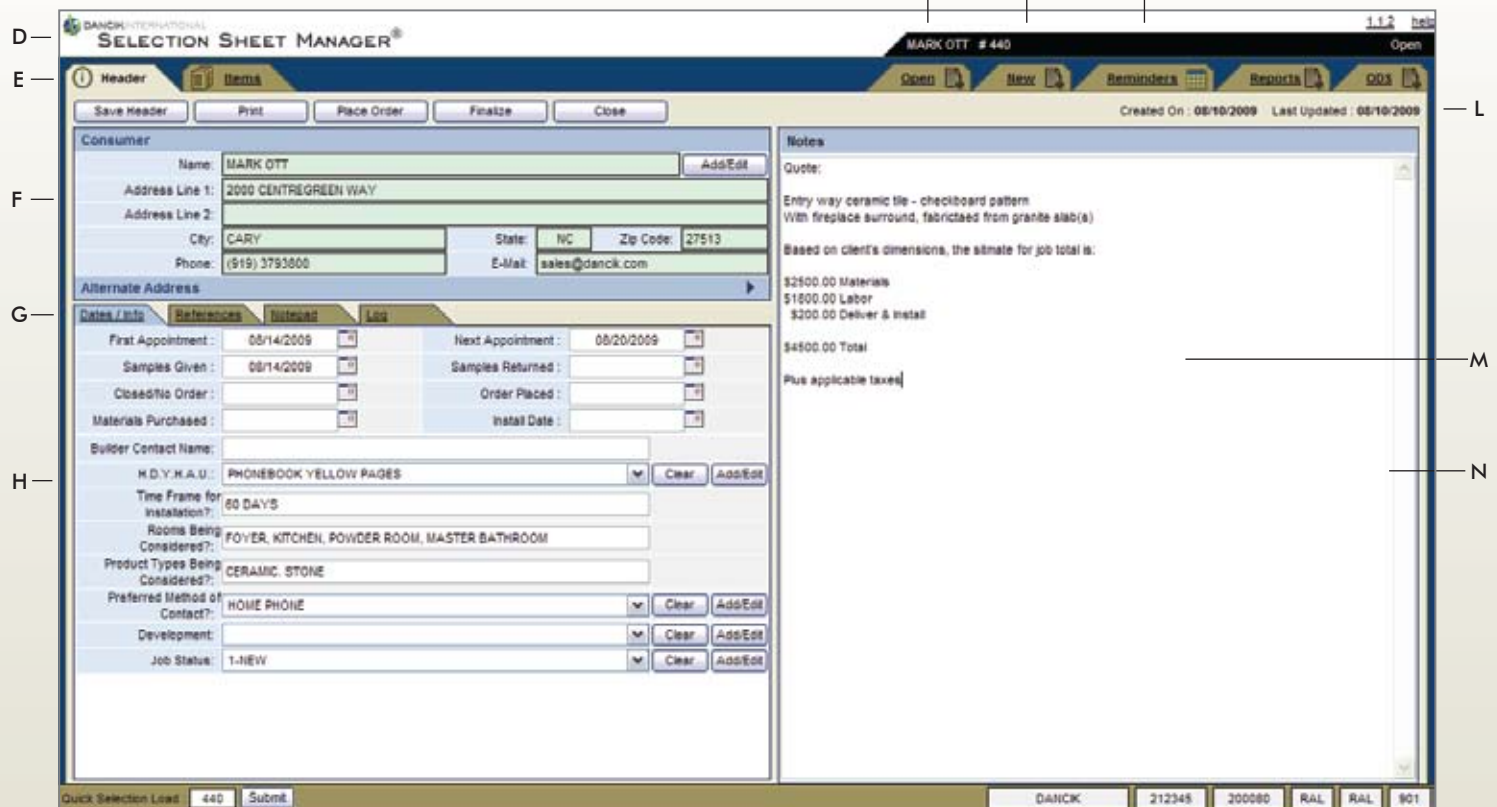 DANCIK INTERNATIONAL
SELECTION SHEET MANAGER®
1.1.2 help
MARK OTT # 440 Open
D
E
Header Items Open New Reminders Reports ODS
Save Header Print Place Order Finalize Close Created On : 08/10/2009 Last Updated : 08/10/2009
L
Consumer
Name: MARK OTT Add/Edit
Address Line 1: 2000 CENTREGREEN WAY
F
Address Line 2:
City: CARY State: NC Zip Code: 27513
Phone: (919) 3793800 E-Mail: sales@dancik.com
Alternate Address
G
Dates / Info References Notepad Log
First Appointment : 08/14/2009 Next Appointment : 08/20/2009
Samples Given : 08/14/2009 Samples Returned :
Closed/No Order : Order Placed :
Materials Purchased : Install Date :
Builder Contact Name:
H
H.D.Y.H.A.U.: PHONEBOOK YELLOW PAGES Clear Add/Edit
Time Frame for
Installation?: 60 DAYS
Rooms Being
Considered?: FOYER, KITCHEN, POWDER ROOM, MASTER BATHROOM
Product Types Being
Considered?: CERAMIC. STONE
Preferred Method of
Contact?: HOME PHONE Clear Add/Edit
Development: Clear Add/Edit
Job Status: 1-NEW Clear Add/Edit
Notes
Quote:
Entry way ceramic tile - checkboard pattern
With fireplace surround, fabrictaed from granite slab(s)
Based on client's dimensions, the sitmate for job total is:
$2500.00 Materials
$1800.00 Labor
$200.00 Deliver & Install
$4500.00 Total
M
Plus applicable taxes
N
Quick Selection Load : 440 Submit DANCIK 212345 200080 RAL RAL 901